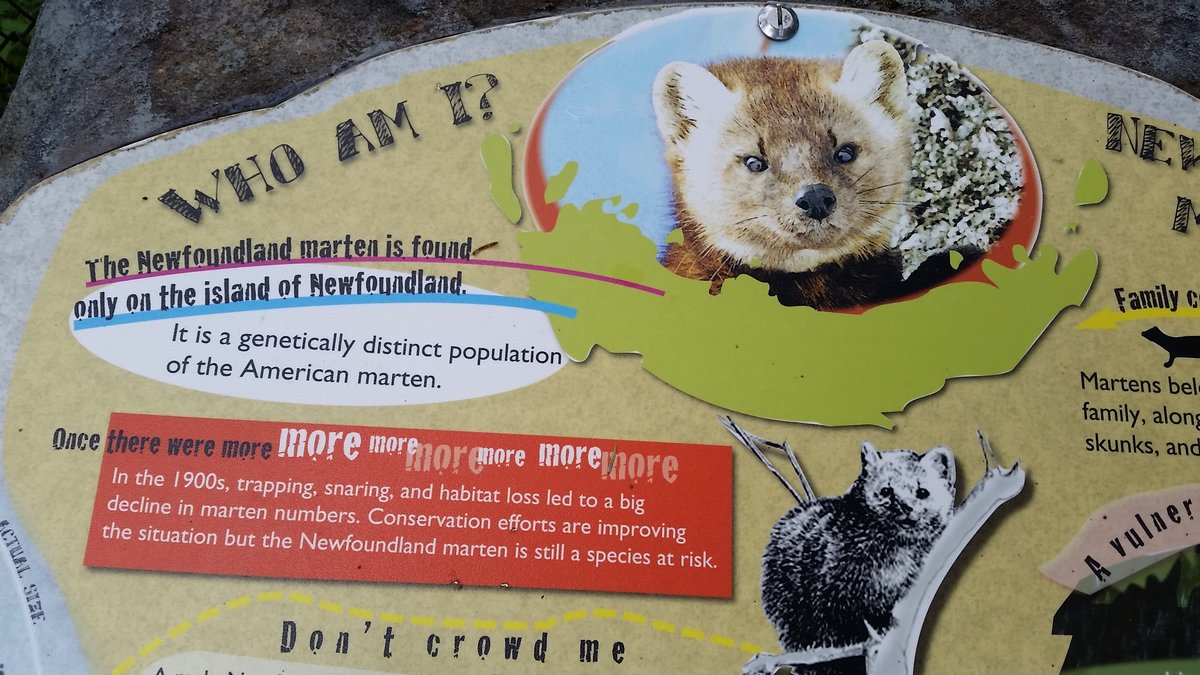 WHO AM I?
The Newfoundland marten is found
only on the island of Newfoundland.
It is a genetically distinct population
of the American marten.
Once there were more more more more more more more
In the 1900s, trapping, snaring, and habitat loss led to a big
decline in marten numbers. Conservation efforts are improving
the situation but the Newfoundland marten is still a species at risk.
Don't crowd me
ACTUAL SIZE
Family
Martens
family, along
skunks, and
A